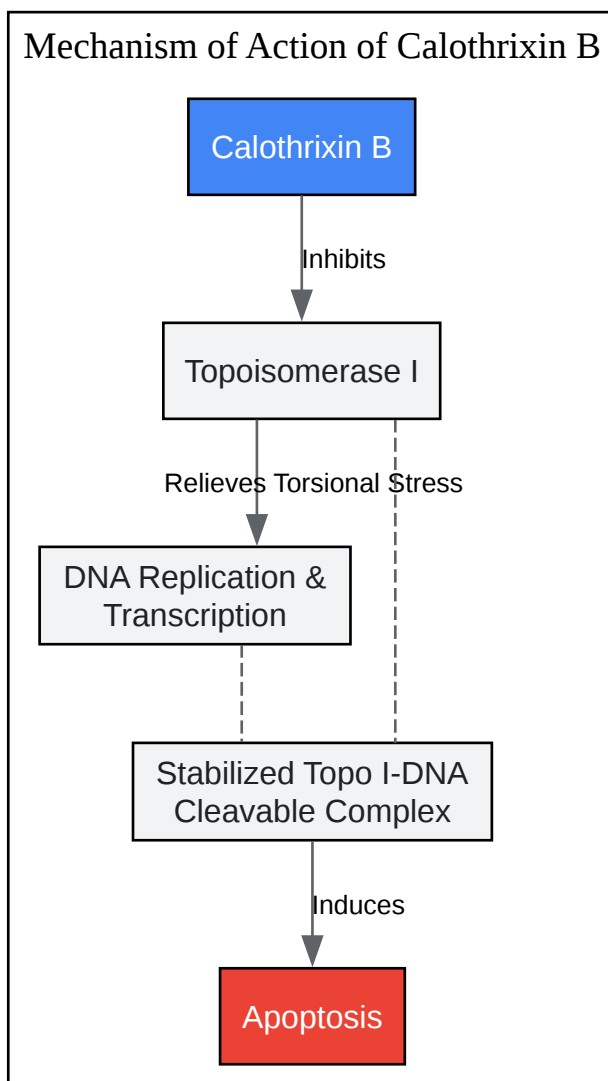 Mechanism of Action of Calothrixin B
Calothrixin B
Inhibits
Topoisomerase I
Relieves Torsional Stress
DNA Replication &
Transcription
Stabilized Topo I-DNA
Cleavable Complex
Induces
Apoptosis